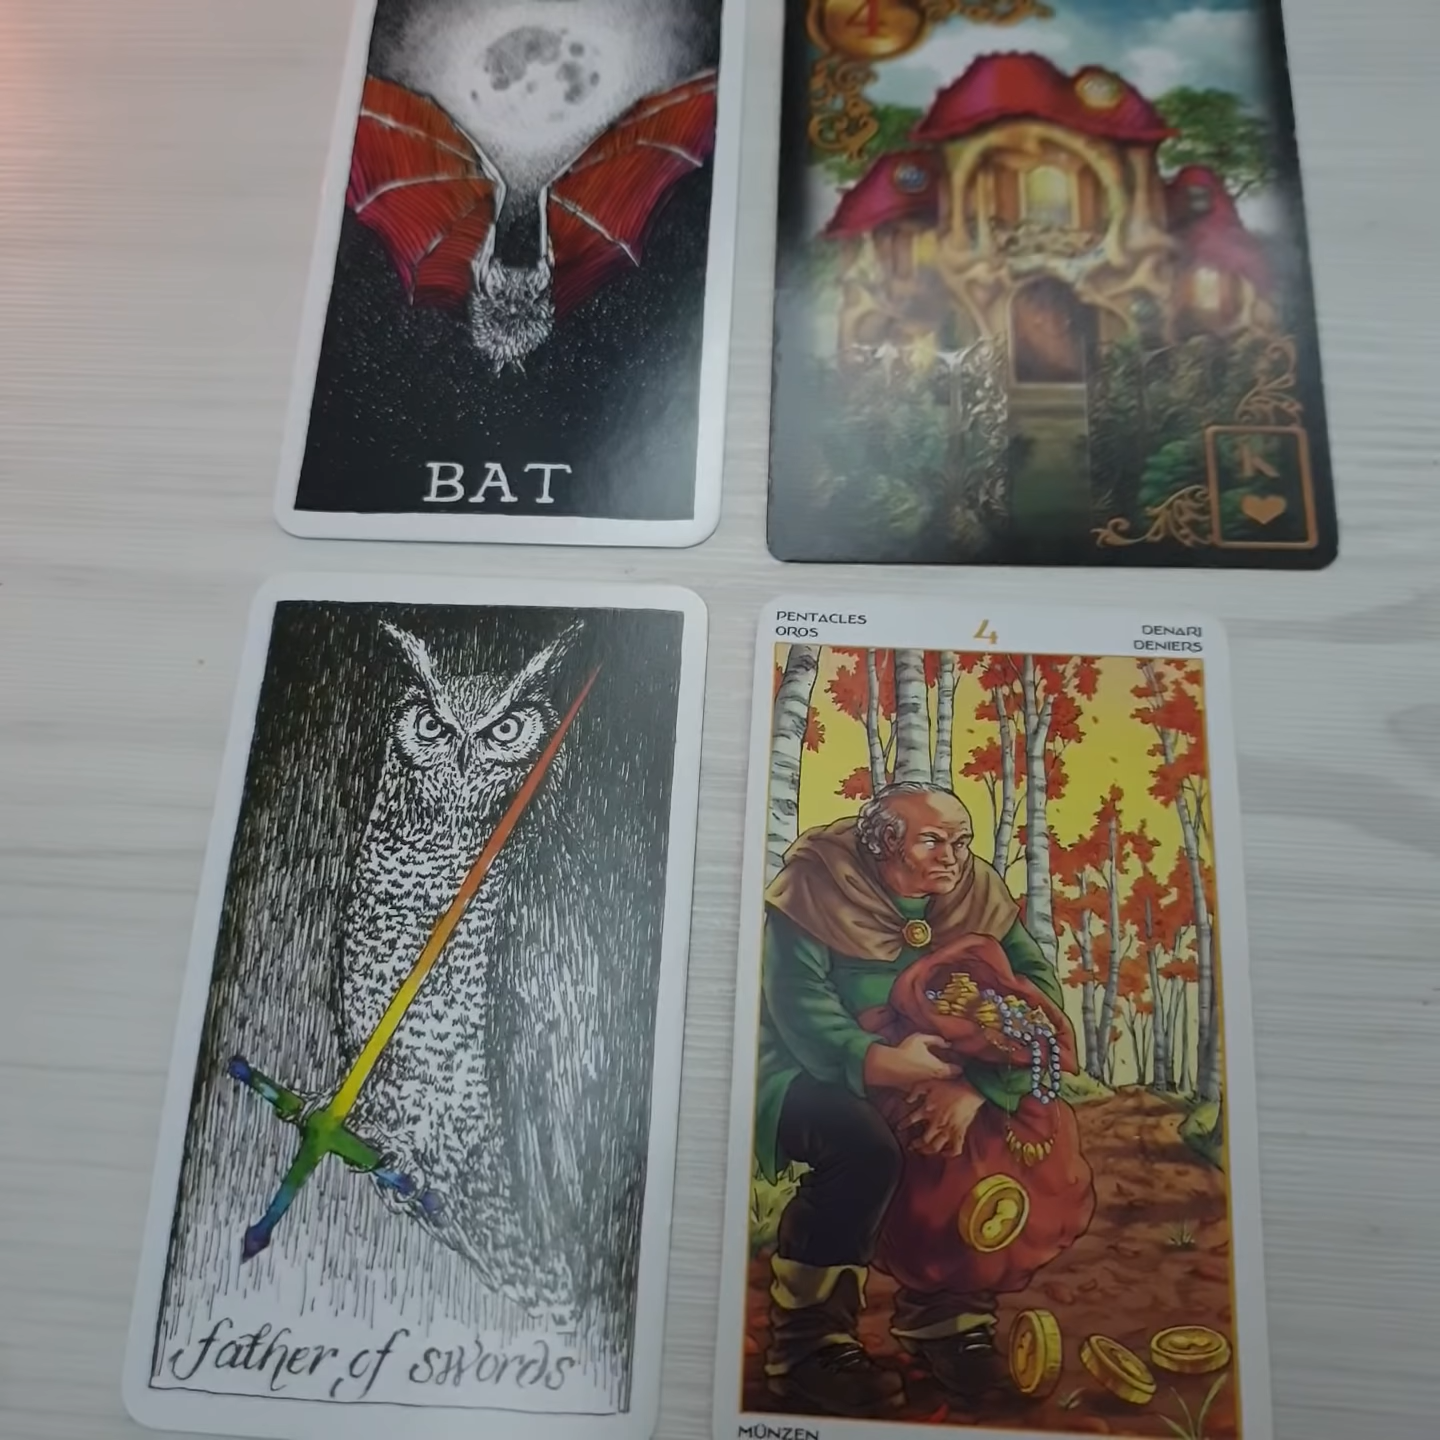 BAT
4
K
father of swords
PENTACLES
OROS
4
DENARI
DENIERS
MÜNZEN